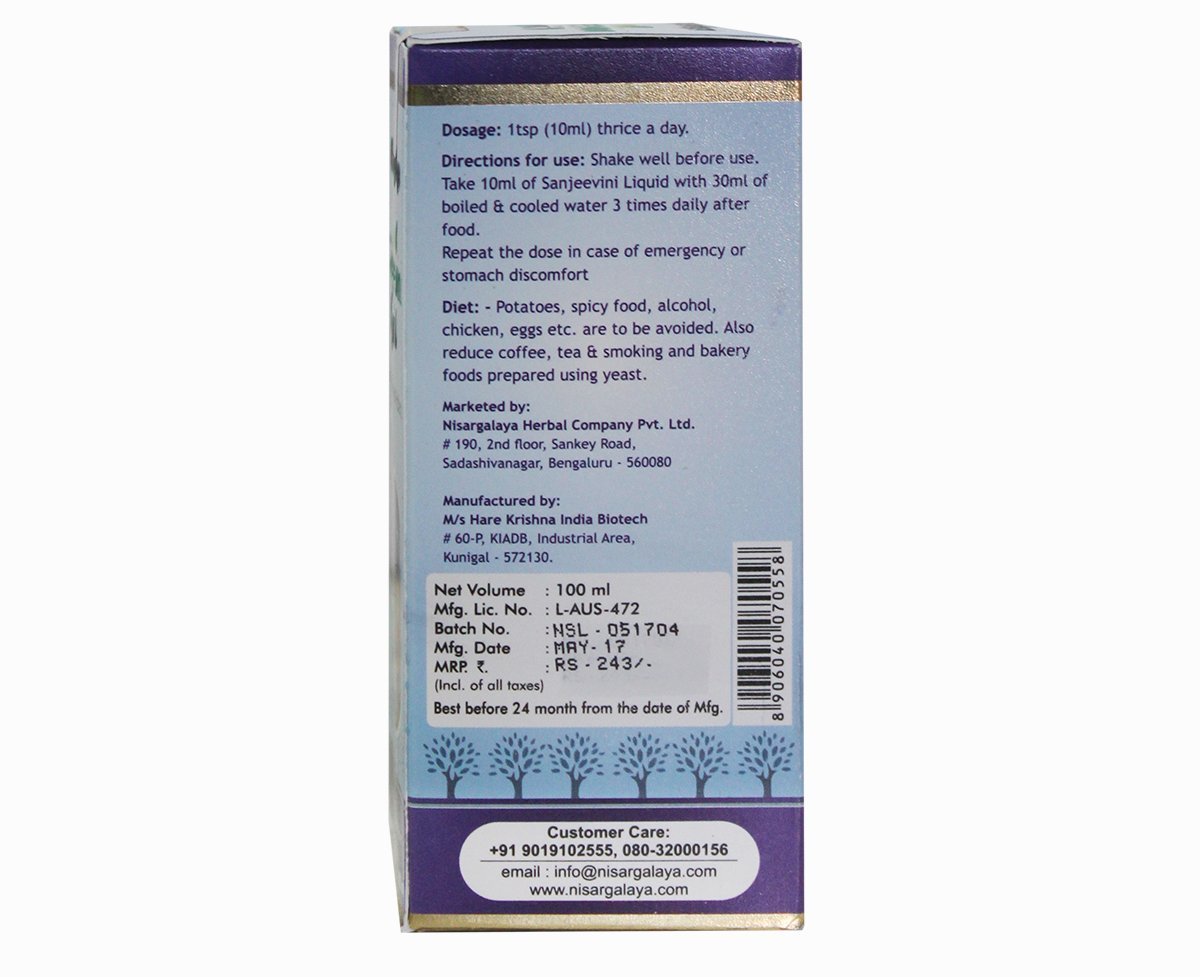 Dosage: 1tsp (10ml) thrice a day.
Directions for use: Shake well before use.
Take 10ml of Sanjeevini Liquid with 30ml of
boiled & cooled water 3 times daily after
food.
Repeat the dose in case of emergency or
stomach discomfort
Diet: - Potatoes, spicy food, alcohol,
chicken, eggs etc. are to be avoided. Also
reduce coffee, tea & smoking and bakery
foods prepared using yeast.
Marketed by:
Nisargalaya Herbal Company Pvt. Ltd.
# 190, 2nd floor, Sankey Road,
Sadashivanagar, Bengaluru - 560080
Manufactured by:
M/s Hare Krishna India Biotech
# 60-P, KIADB, Industrial Area,
Kunigal - 572130.
Net Volume : 100 ml
Mfg. Lic. No. : L-AUS-472
Batch No. : NSL - 051704
Mfg. Date : MAY- 17
MRP. ₹. : RS - 243/-
(Incl. of all taxes)
Best before 24 month from the date of Mfg.
8906040070558
Customer Care:
+91 9019102555, 080-32000156
email : info@nisargalaya.com
www.nisargalaya.com